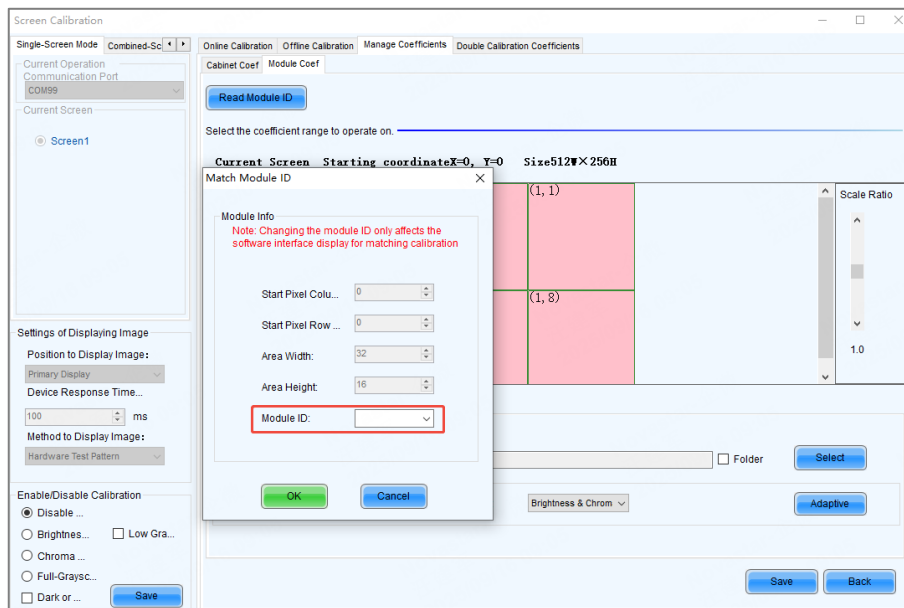 Screen Calibration
Single-Screen Mode Combined-Sc
Current Operation
Communication Port
COM99
Current Screen
Screen1
Settings of Displaying Image
Position to Display Image:
Primary Display
Device Response Time...
100 ms
Method to Display Image:
Hardware Test Pattern
Enable/Disable Calibration
Disable ...
Brightnes... Low Gra...
Chroma ...
Full-Graysc...
Dark or ... Save
Online Calibration Offline Calibration Manage Coefficients Double Calibration Coefficients
Cabinet Coef Module Coef
Read Module ID
Select the coefficient range to operate on.
Current Screen Starting coordinateX=0, Y=0 Size512W×256H
(1, 1)
(1, 8)
Scale Ratio
1.0
Match Module ID
Module Info
Note: Changing the module ID only affects the
software interface display for matching calibration
Start Pixel Colu... 0
Start Pixel Row ... 0
Area Width: 32
Area Height: 16
Module ID:
OK Cancel
Folder Select
Brightness & Chrom Adaptive
Save Back